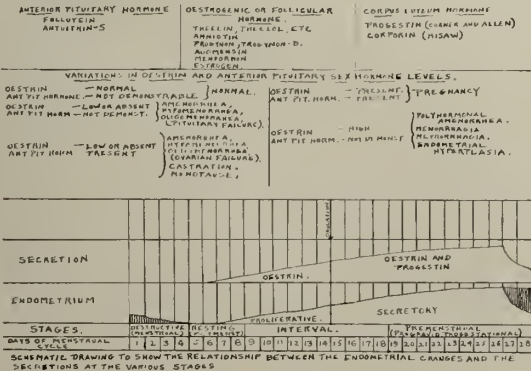 ANTERIOR PITUITARY HORMONE
FOLLUTEIN
ANTUITRIN-S
OESTROGENIC OR FOLLICULAR
HORMONE.
THEELIN, THEELOL, ETC
AMNIOTIN
PROGYNON, PROGYNON-B.
MENFORMON
ESTROGEN.
CORPUS LUTEUM HORMONE
PROGESTIN (CORNER AND ALLEN)
CORPORIN (HISAW)
VARIATIONS IN OESTRIN AND ANTERIOR PITUITARY SEX HORMONE LEVELS.
OESTRIN — NORMAL
ANT PIT HORMONE. — NOT DEMONSTRABLE
NORMAL.
OESTRIN — LOW OR ABSENT
ANT PIT HORM — NOT DEMONST.
AMENORRHEA,
HYPOMENORRHEA,
OLIGOMENORRHEA,
(PITUITARY FAILURE).
OESTRIN — LOW OR ABSENT
ANT PIT HORM PRESENT
AMENORRHEA,
HYPOMENORRHEA
OLIGOMENORRHEA
(OVARIAN FAILURE).
CASTRATION.
OESTRIN — PRESENT.
ANT PIT HORM. — PRESENT
PREGNANCY
OESTRIN — HIGH
ANT PIT HORM. — NOT DEMONST
POLYHORMONAL
AMENORRHEA.
MENORRHAGIA
METRORRHAGIA.
ENDOMETRIAL
HYPERPLASIA.
OVULATION
SECRETION
OESTRIN.
OESTRIN AND
PROGESTIN
ENDOMETRIUM
PROLIFERATIVE.
SECRETORY
STAGES.
DESTRUCTIVE
(MENSTRUAL)
RESTING
INTERVAL.
PREMENSTRUAL
(PREGRAVID PROGESTATIONAL)
DAYS OF MENSTRUAL
CYCLE
1 2 3 4 5 6 7 8 9 10 11 12 13 14 15 16 17 18 19 20 21 22 23 24 25 26 27 28
SCHEMATIC DRAWING TO SHOW THE RELATIONSHIP BETWEEN THE ENDOMETRIAL CHANGES AND THE
SECRETIONS AT THE VARIOUS STAGES